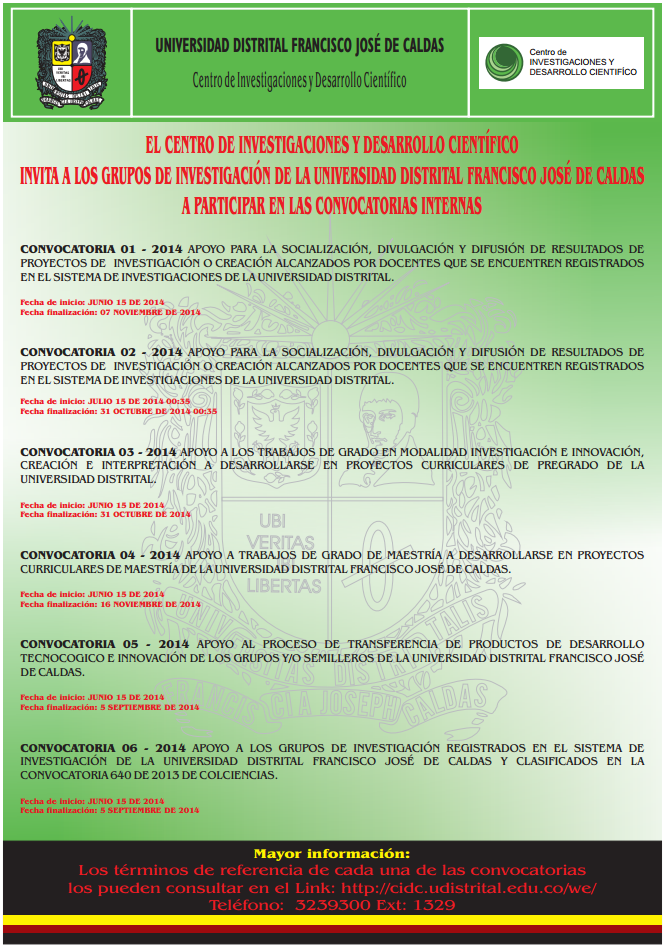 UNIVERSIDAD DISTRITAL FRANCISCO JOSÉ DE CALDAS
Centro de Investigaciones y Desarrollo Científico
Centro de
INVESTIGACIONES Y
DESARROLLO CIENTIFÍCO
EL CENTRO DE INVESTIGACIONES Y DESARROLLO CIENTÍFICO
INVITA A LOS GRUPOS DE INVESTIGACIÓN DE LA UNIVERSIDAD DISTRITAL FRANCISCO JOSÉ DE CALDAS
A PARTICIPAR EN LAS CONVOCATORIAS INTERNAS
CONVOCATORIA 01 - 2014 APOYO PARA LA SOCIALIZACIÓN, DIVULGACIÓN Y DIFUSIÓN DE RESULTADOS DE
PROYECTOS DE INVESTIGACIÓN O CREACIÓN ALCANZADOS POR DOCENTES QUE SE ENCUENTREN REGISTRADOS
EN EL SISTEMA DE INVESTIGACIONES DE LA UNIVERSIDAD DISTRITAL.
Fecha de inicio: JUNIO 15 DE 2014
Fecha finalización: 07 NOVIEMBRE DE 2014
CONVOCATORIA 02 - 2014 APOYO PARA LA SOCIALIZACIÓN, DIVULGACIÓN Y DIFUSIÓN DE RESULTADOS DE
PROYECTOS DE INVESTIGACIÓN O CREACIÓN ALCANZADOS POR DOCENTES QUE SE ENCUENTREN REGISTRADOS
EN EL SISTEMA DE INVESTIGACIONES DE LA UNIVERSIDAD DISTRITAL.
Fecha de inicio: JULIO 15 DE 2014 00:35
Fecha finalización: 31 OCTUBRE DE 2014 00:35
CONVOCATORIA 03 - 2014 APOYO A LOS TRABAJOS DE GRADO EN MODALIDAD INVESTIGACIÓN E INNOVACIÓN,
CREACIÓN E INTERPRETACIÓN A DESARROLLARSE EN PROYECTOS CURRICULARES DE PREGRADO DE LA
UNIVERSIDAD DISTRITAL.
Fecha de inicio: JUNIO 15 DE 2014
Fecha finalización: 31 OCTUBRE DE 2014
UBI
VERITAS
IBI
LIBERTAS
CONVOCATORIA 04 - 2014 APOYO A TRABAJOS DE GRADO DE MAESTRÍA A DESARROLLARSE EN PROYECTOS
CURRICULARES DE MAESTRÍA DE LA UNIVERSIDAD DISTRITAL FRANCISCO JOSÉ DE CALDAS.
Fecha de inicio: JUNIO 15 DE 2014
Fecha finalización: 16 NOVIEMBRE DE 2014
CONVOCATORIA 05 - 2014 APOYO AL PROCESO DE TRANSFERENCIA DE PRODUCTOS DE DESARROLLO
TECNOCOGICO E INNOVACIÓN DE LOS GRUPOS Y/O SEMILLEROS DE LA UNIVERSIDAD DISTRITAL FRANCISCO JOSÉ
DE CALDAS.
Fecha de inicio: JUNIO 15 DE 2014
Fecha finalización: 5 SEPTIEMBRE DE 2014
CONVOCATORIA 06 - 2014 APOYO A LOS GRUPOS DE INVESTIGACIÓN REGISTRADOS EN EL SISTEMA DE
INVESTIGACIÓN DE LA UNIVERSIDAD DISTRITAL FRANCISCO JOSÉ DE CALDAS Y CLASIFICADOS EN LA
CONVOCATORIA 640 DE 2013 DE COLCIENCIAS.
Fecha de inicio: JUNIO 15 DE 2014
Fecha finalización: 5 SEPTIEMBRE DE 2014
Mayor información:
Los términos de referencia de cada una de las convocatorias
los pueden consultar en el Link: http://cidc.udistrital.edu.co/we/
Teléfono: 3239300 Ext: 1329